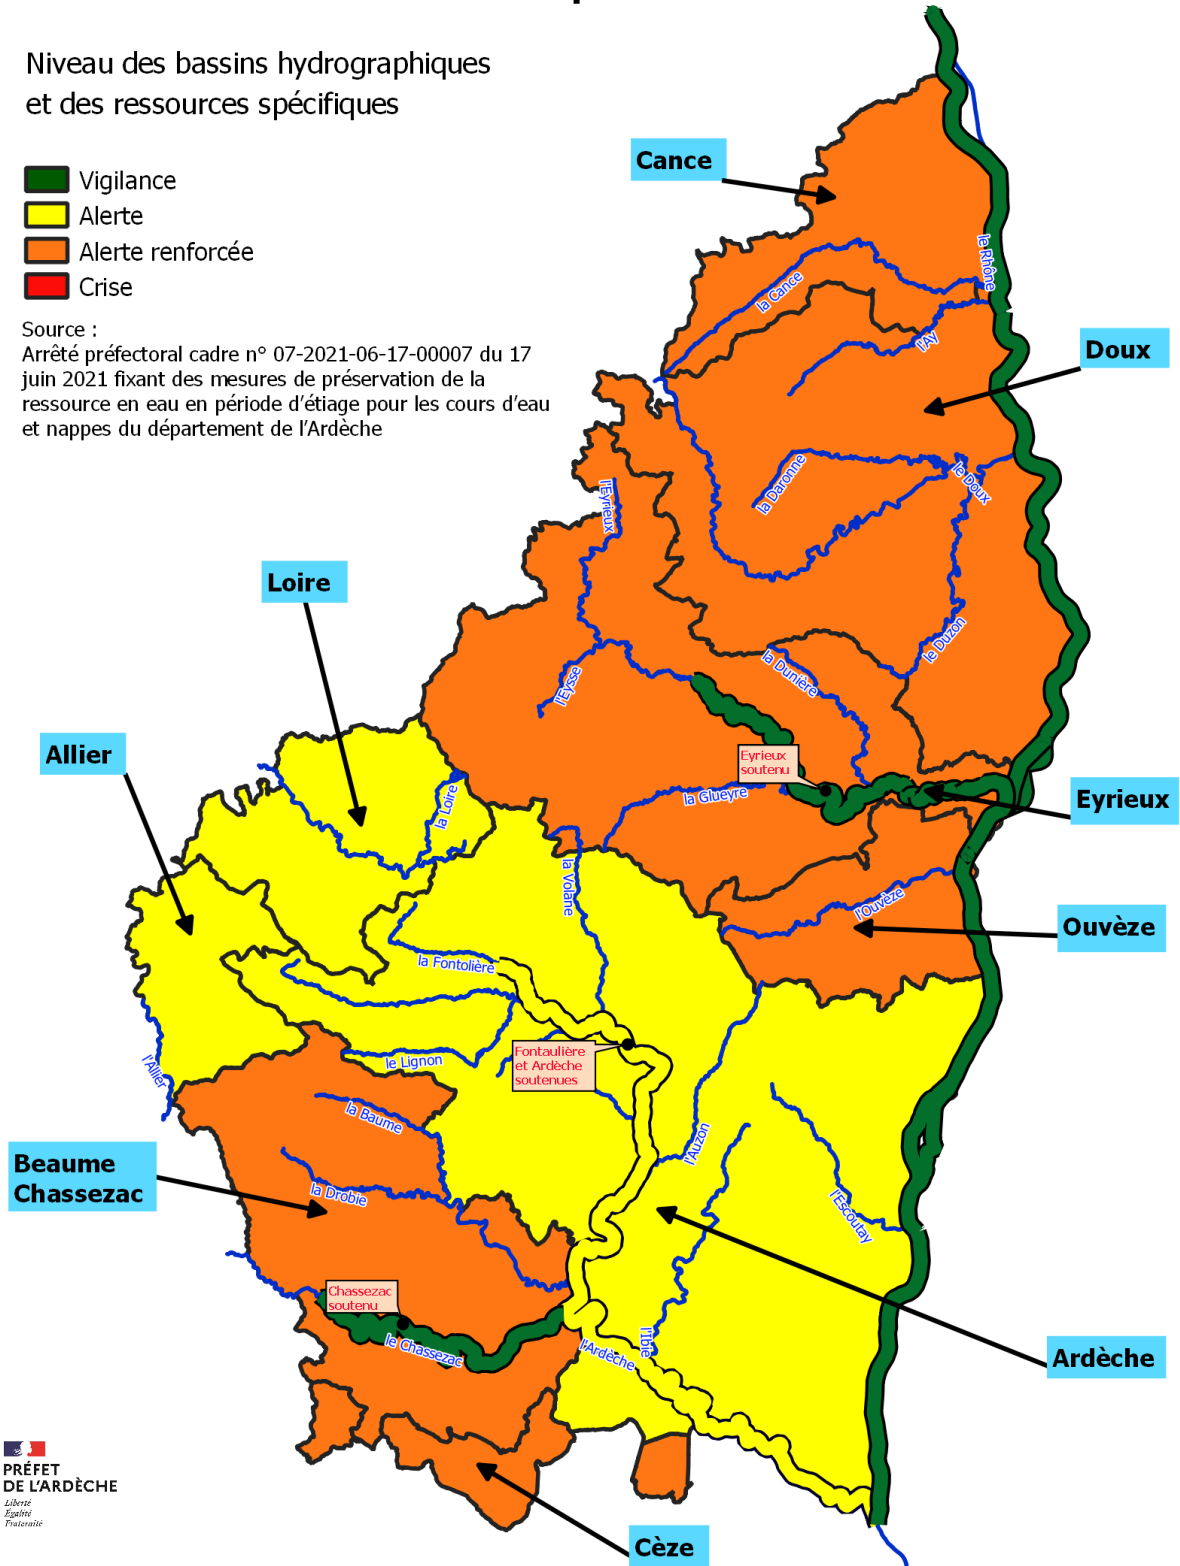 Niveau des bassins hydrographiques
et des ressources spécifiques
Vigilance
Alerte
Alerte renforcée
Crise
Source :
Arrêté préfectoral cadre n° 07-2021-06-17-00007 du 17
juin 2021 fixant des mesures de préservation de la
ressource en eau en période d'étiage pour les cours d'eau
et nappes du département de l'Ardèche
Cance
le Rhône
la Cance
l'Ay
Doux
la Daronne
le Doux
l'Eyrieux
Loire
le Duzon
la Dunière
l'Eysse
Allier
Eyrieux
soutenu
la Glueyre
Eyrieux
la Loire
la Volane
l'Ouvèze
Ouvèze
la Fontolière
Fontaulière
et Ardèche
soutenues
le Lignon
l'Allier
la Baume
l'Auzon
Beaume
Chassezac
la Drobie
l'Escoutay
Chassezac
soutenu
le Chassezac
l'Ardèche
l'Ibie
Ardèche
Cèze
PRÉFET
DE L'ARDÈCHE
Liberté
Égalité
Fraternité